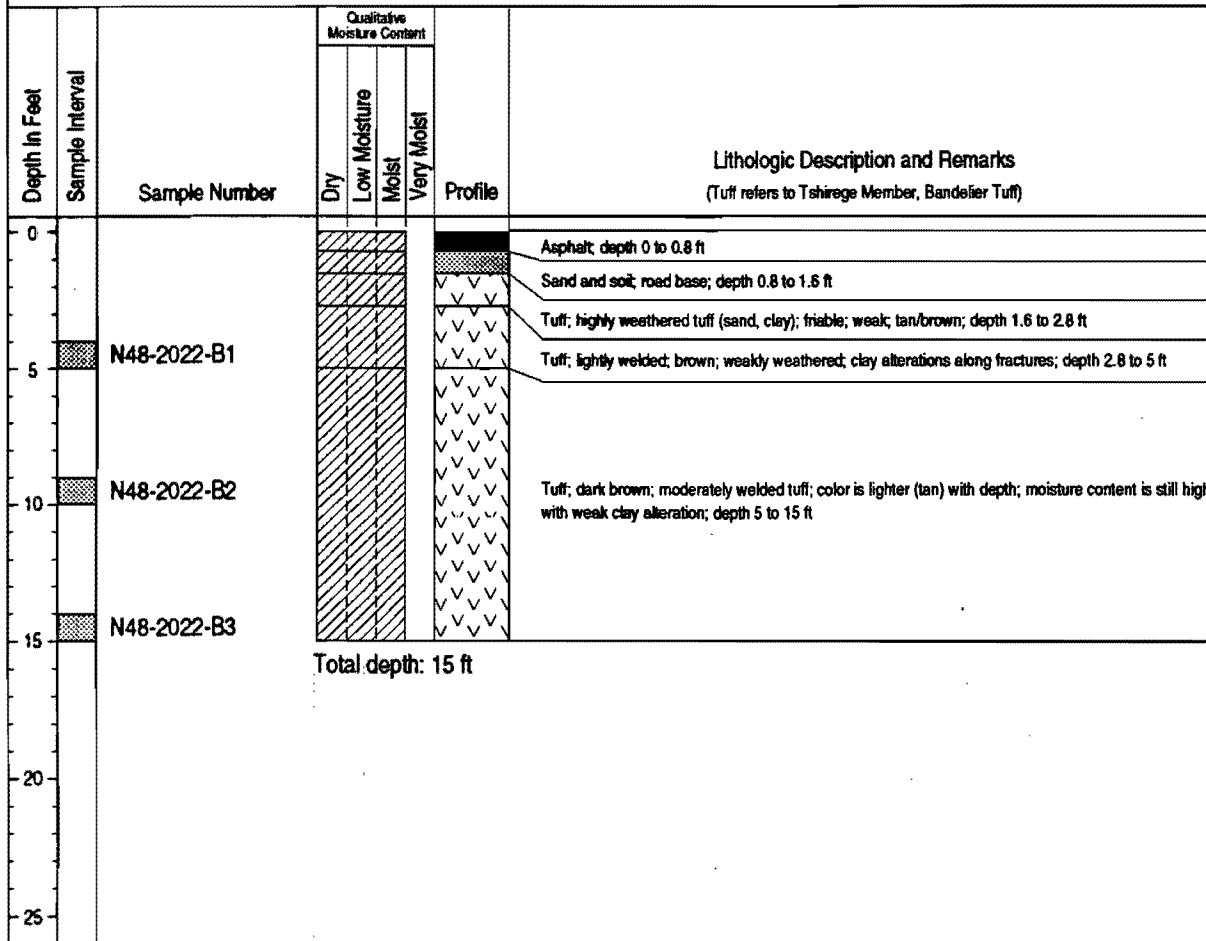 Qualitative
Moisture Content
Depth In Feet
Sample Interval
Sample Number
Dry
Low Moisture
Moist
Very Moist
Profile
Lithologic Description and Remarks
(Tuff refers to Tshirege Member, Bandelier Tuff)
0
Asphalt; depth 0 to 0.8 ft
Sand and soil; road base; depth 0.8 to 1.6 ft
Tuff; highly weathered tuff (sand, clay); friable; weak; tan/brown; depth 1.6 to 2.8 ft
N48-2022-B1
Tuff; lightly welded; brown; weakly weathered; clay alterations along fractures; depth 2.8 to 5 ft
5
N48-2022-B2
Tuff; dark brown; moderately welded tuff; color is lighter (tan) with depth; moisture content is still high
with weak clay alteration; depth 5 to 15 ft
10
N48-2022-B3
15
Total depth: 15 ft
20
25